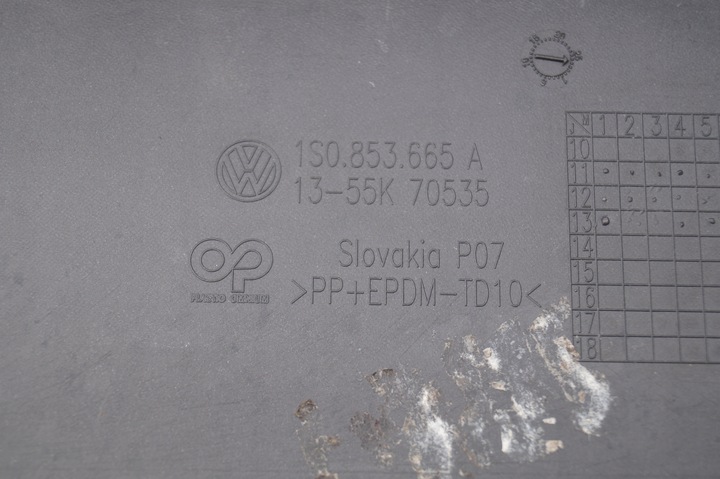 1S0.853.665 A
13-55K 70535
OP
Slovakia P07
>PP+EPDM-TD10<
M 1 2 3 4 5
J
10
11
12
13
14
15
16
17
18